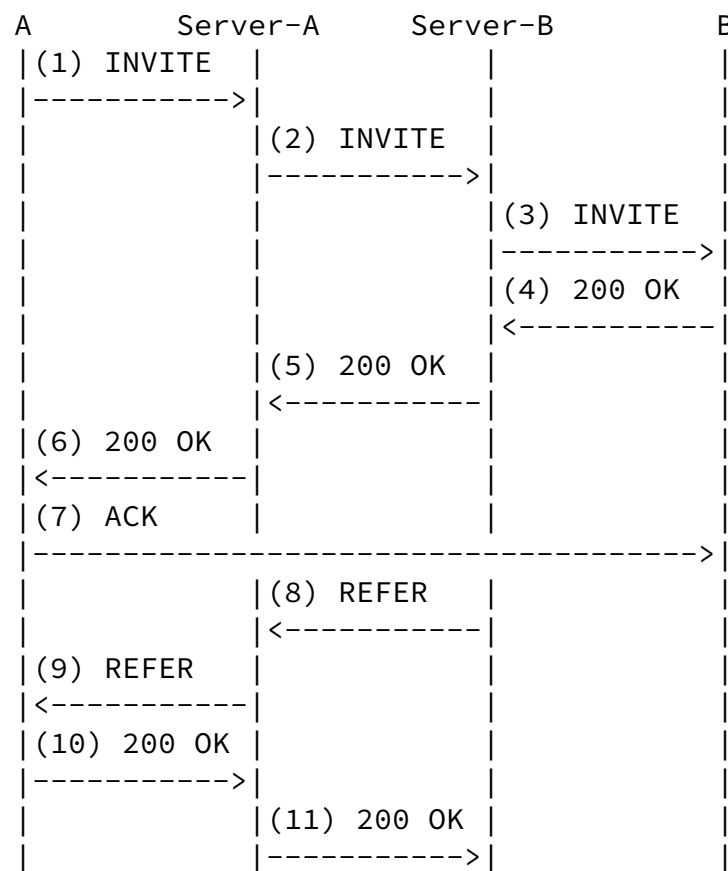 A        Server-A     Server-B         B
|(1) INVITE  |            |            |
|----------->|            |            |
|            |(2) INVITE  |            |
|            |----------->|            |
|            |            |(3) INVITE  |
|            |            |----------->|
|            |            |(4) 200 OK  |
|            |            |<-----------|
|            |(5) 200 OK  |            |
|            |<-----------|            |
|(6) 200 OK  |            |            |
|<-----------|            |            |
|(7) ACK     |            |            |
|------------------------------------->|
|            |(8) REFER   |            |
|            |<-----------|            |
|(9) REFER   |            |            |
|<-----------|            |            |
|(10) 200 OK |            |            |
|----------->|            |            |
|            |(11) 200 OK |            |
|            |----------->|            |